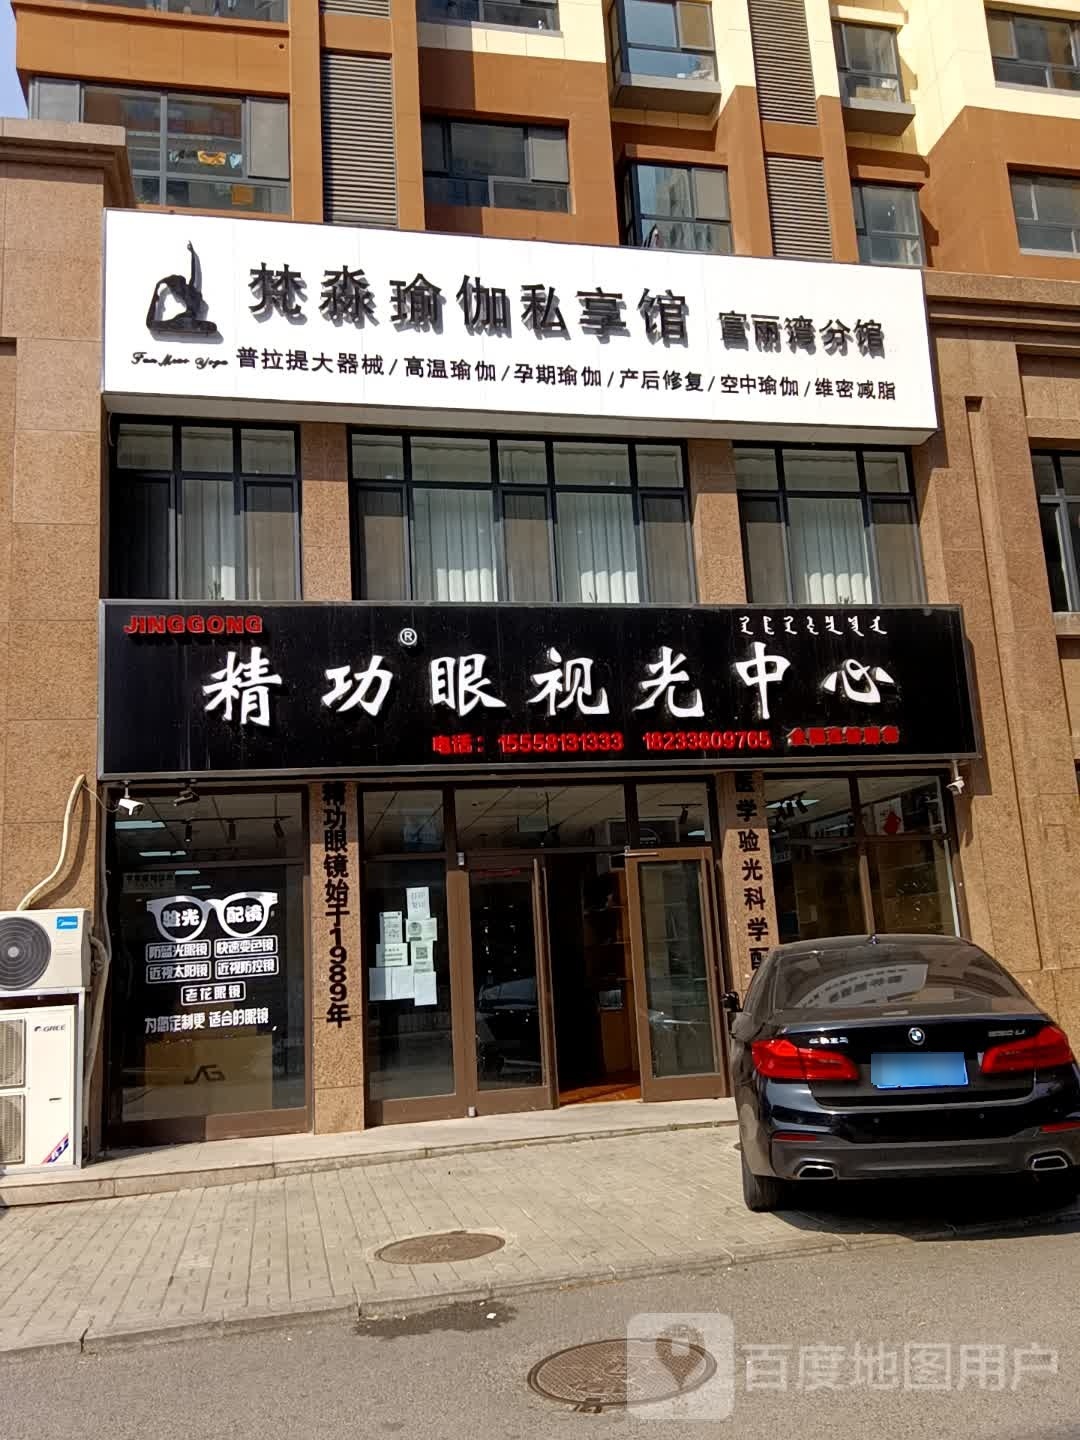 梵淼瑜伽私享馆 富丽湾分馆
Fan Miao Yoga
普拉提大器械/高温瑜伽/孕期瑜伽/产后修复/空中瑜伽/维密减脂
JINGGONG
精功®眼视光中心
电话：15558131333 18233809765
精功眼镜始于1989年
医学验光科学配
验光 配镜
防蓝光眼镜 快速变色镜
近视太阳镜 近视防控镜
老花眼镜
为您定制更适合的眼镜
Midea
GREE
530Li
百度地图用户